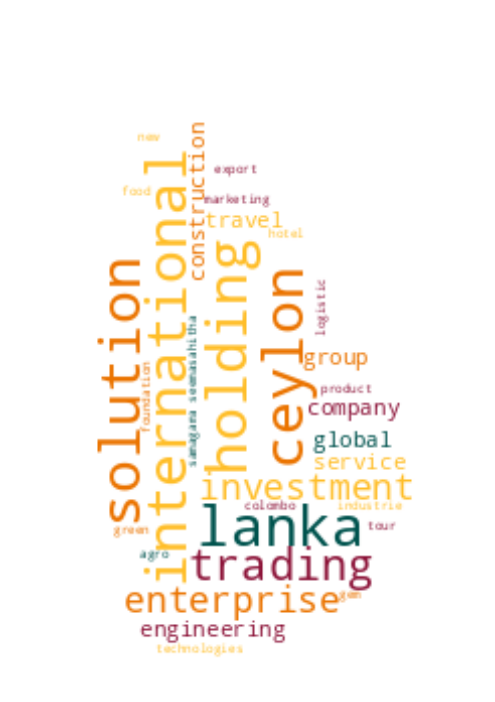 new
construction
export
food
marketing
international
travel
hotel
holding
solution
ceylon
logistic
samagama seemasahitha
group
foundation
product
company
global
service
investment
colombo
industrie
lanka
tour
green
agro
trading
enterprise
gem
engineering
technologies